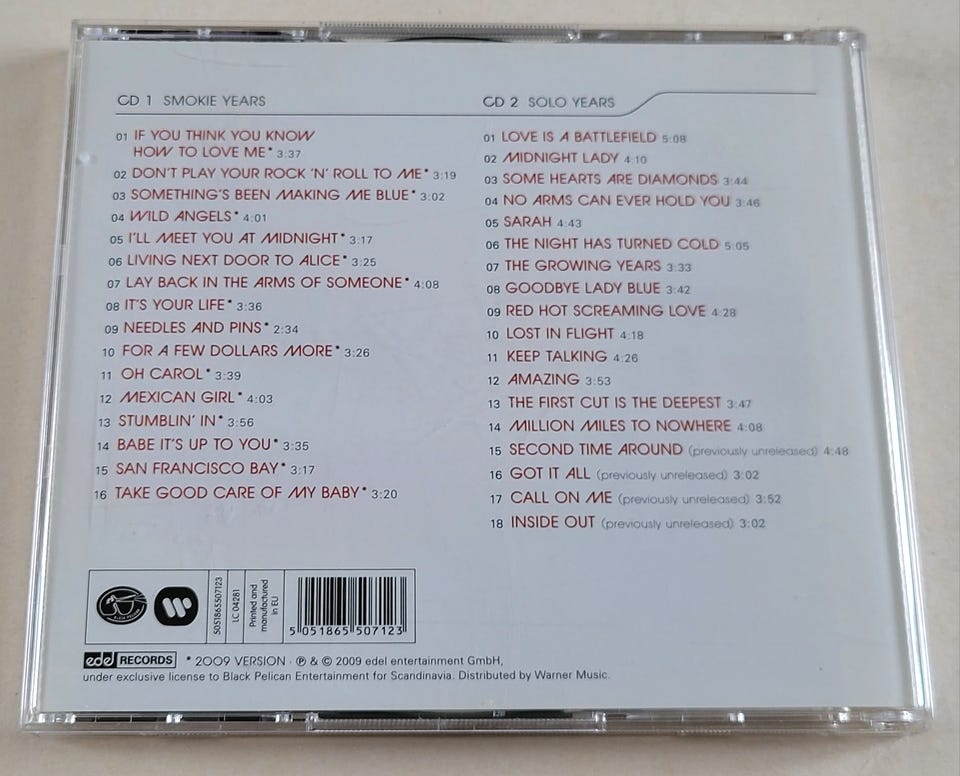 CD 1 SMOKIE YEARS
01 IF YOU THINK YOU KNOW
HOW TO LOVE ME* 3:37
02 DON'T PLAY YOUR ROCK 'N' ROLL TO ME* 3:19
03 SOMETHING'S BEEN MAKING ME BLUE* 3:02
04 WILD ANGELS* 4:01
05 I'LL MEET YOU AT MIDNIGHT* 3:17
06 LIVING NEXT DOOR TO ALICE* 3:25
07 LAY BACK IN THE ARMS OF SOMEONE* 4:08
08 IT'S YOUR LIFE* 3:36
09 NEEDLES AND PINS* 2:34
10 FOR A FEW DOLLARS MORE* 3:26
11 OH CAROL* 3:39
12 MEXICAN GIRL* 4:03
13 STUMBLIN' IN* 3:56
14 BABE IT'S UP TO YOU* 3:35
15 SAN FRANCISCO BAY* 3:17
16 TAKE GOOD CARE OF MY BABY* 3:20
CD 2 SOLO YEARS
01 LOVE IS A BATTLEFIELD 5:08
02 MIDNIGHT LADY 4:10
03 SOME HEARTS ARE DIAMONDS 3:44
04 NO ARMS CAN EVER HOLD YOU 3:46
05 SARAH 4:43
06 THE NIGHT HAS TURNED COLD 5:05
07 THE GROWING YEARS 3:33
08 GOODBYE LADY BLUE 3:42
09 RED HOT SCREAMING LOVE 4:28
10 LOST IN FLIGHT 4:18
11 KEEP TALKING 4:26
12 AMAZING 3:53
13 THE FIRST CUT IS THE DEEPEST 3:47
14 MILLION MILES TO NOWHERE 4:08
15 SECOND TIME AROUND (previously unreleased) 4:48
16 GOT IT ALL (previously unreleased) 3:02
17 CALL ON ME (previously unreleased) 3:52
18 INSIDE OUT (previously unreleased) 3:02
5051865507123
LC 04281
Printed and
manufactured
in EU
5 051865 507123
edel RECORDS * 2009 VERSION · ℗ & © 2009 edel entertainment GmbH,
under exclusive license to Black Pelican Entertainment for Scandinavia. Distributed by Warner Music.